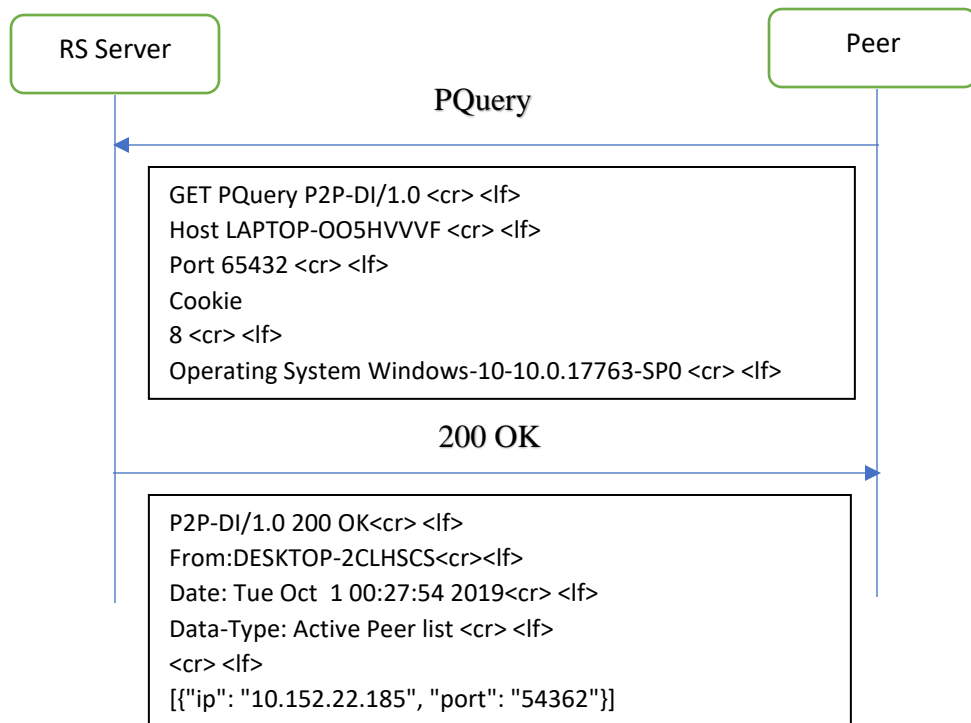 RS Server
Peer
PQuery
GET PQuery P2P-DI/1.0 <cr> <lf>
Host LAPTOP-OO5HVVVF <cr> <lf>
Port 65432 <cr> <lf>
Cookie
8 <cr> <lf>
Operating System Windows-10-10.0.17763-SP0 <cr> <lf>
200 OK
P2P-DI/1.0 200 OK<cr> <lf>
From:DESKTOP-2CLHSCS<cr><lf>
Date: Tue Oct  1 00:27:54 2019<cr> <lf>
Data-Type: Active Peer list <cr> <lf>
<cr> <lf>
[{"ip": "10.152.22.185", "port": "54362"}]